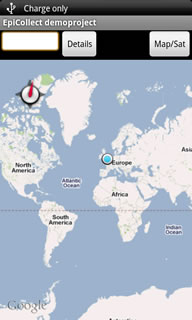 Charge only
EpiCollect demoproject
Details
Map/Sat
North
America
Europe
Atlantic
Ocean
Africa
South
America
Indian
Ocean
Google